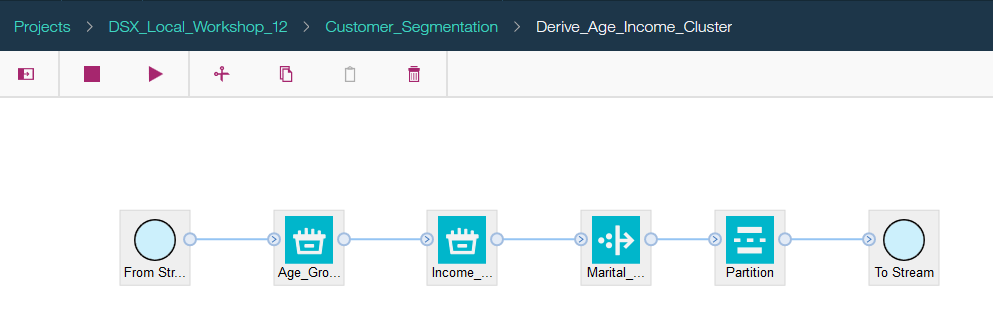 Projects > DSX_Local_Workshop_12 > Customer_Segmentation > Derive_Age_Income_Cluster
From Str... Age_Gro... Income_... Marital_... Partition To Stream